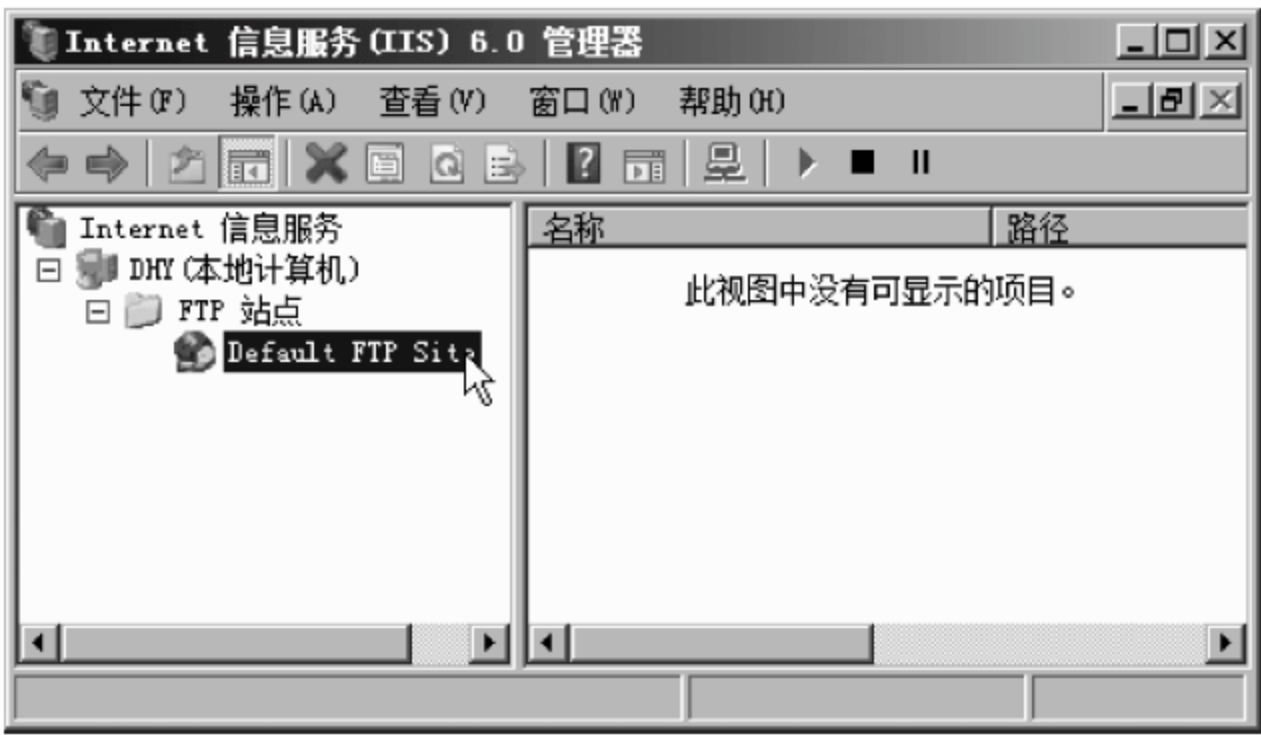 Internet 信息服务(IIS) 6.0 管理器
文件(F) 操作(A) 查看(V) 窗口(W) 帮助(H)
Internet 信息服务
DHY(本地计算机)
FTP 站点
Default FTP Site
名称 路径
此视图中没有可显示的项目。